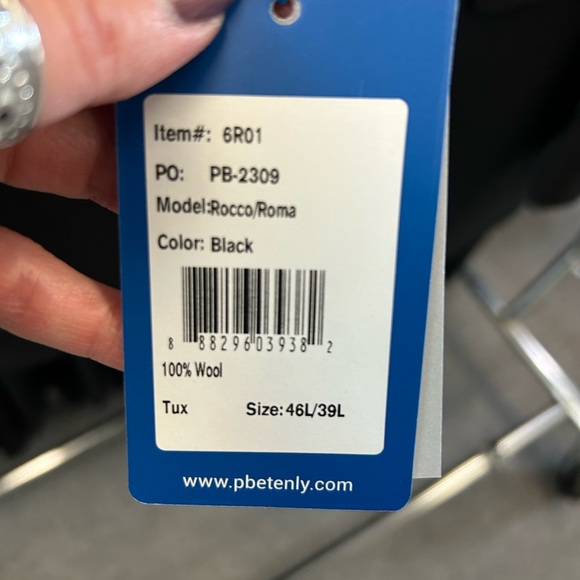 Item#: 6R01
PO: PB-2309
Model:Rocco/Roma
Color: Black
8 88296 03938 2
100% Wool
Tux Size: 46L/39L
www.pbetenly.com